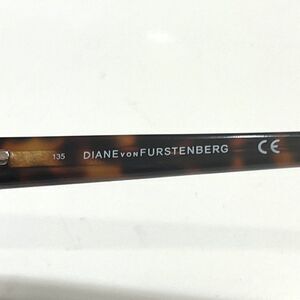 135 DIANE VON FURSTENBERG CE